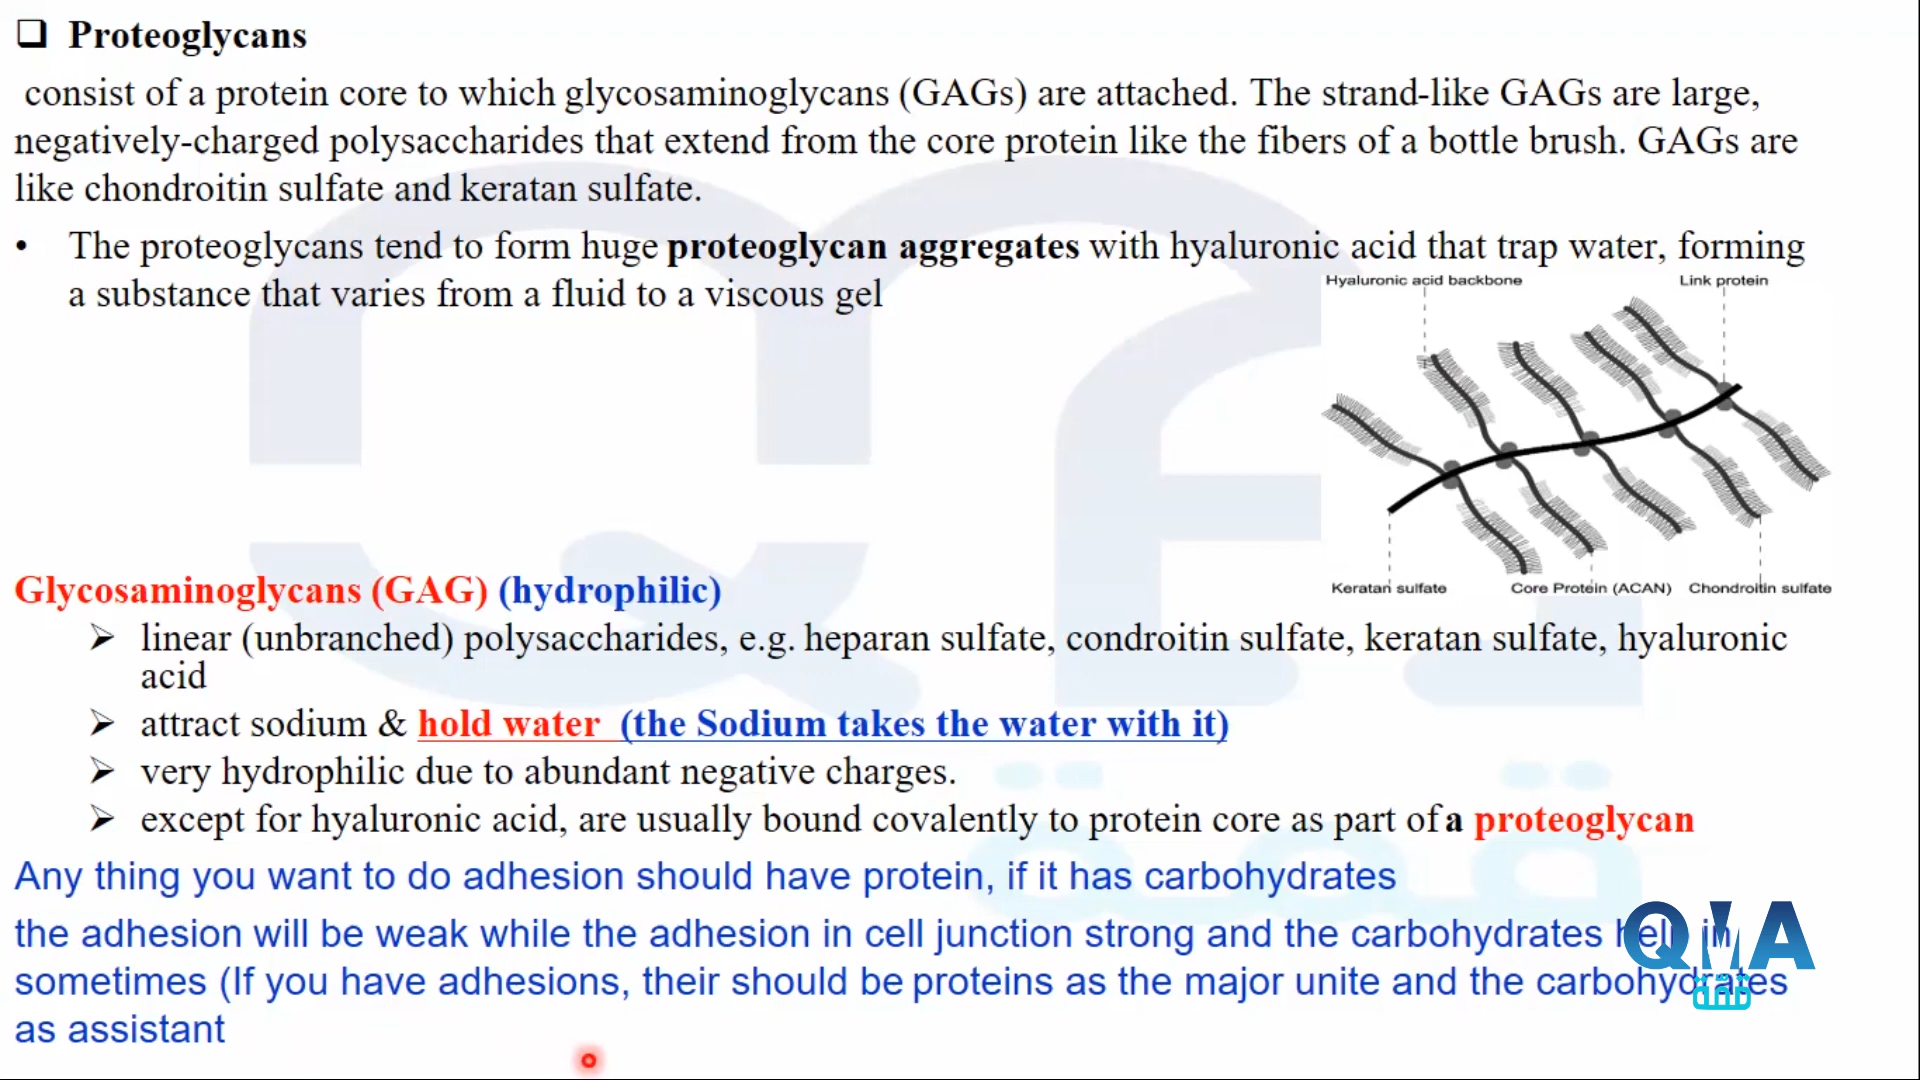 ❑ Proteoglycans
consist of a protein core to which glycosaminoglycans (GAGs) are attached. The strand-like GAGs are large,
negatively-charged polysaccharides that extend from the core protein like the fibers of a bottle brush. GAGs are
like chondroitin sulfate and keratan sulfate.
• The proteoglycans tend to form huge proteoglycan aggregates with hyaluronic acid that trap water, forming
a substance that varies from a fluid to a viscous gel
Hyaluronic acid backbone Link protein
Keratan sulfate Core Protein (ACAN) Chondroitin sulfate
Glycosaminoglycans (GAG) (hydrophilic)
➢ linear (unbranched) polysaccharides, e.g. heparan sulfate, condroitin sulfate, keratan sulfate, hyaluronic
acid
➢ attract sodium & hold water (the Sodium takes the water with it)
➢ very hydrophilic due to abundant negative charges.
➢ except for hyaluronic acid, are usually bound covalently to protein core as part of a proteoglycan
Any thing you want to do adhesion should have protein, if it has carbohydrates
the adhesion will be weak while the adhesion in cell junction strong and the carbohydrates help in
sometimes (If you have adhesions, their should be proteins as the major unite and the carbohydrates
as assistant
QMA
قمة